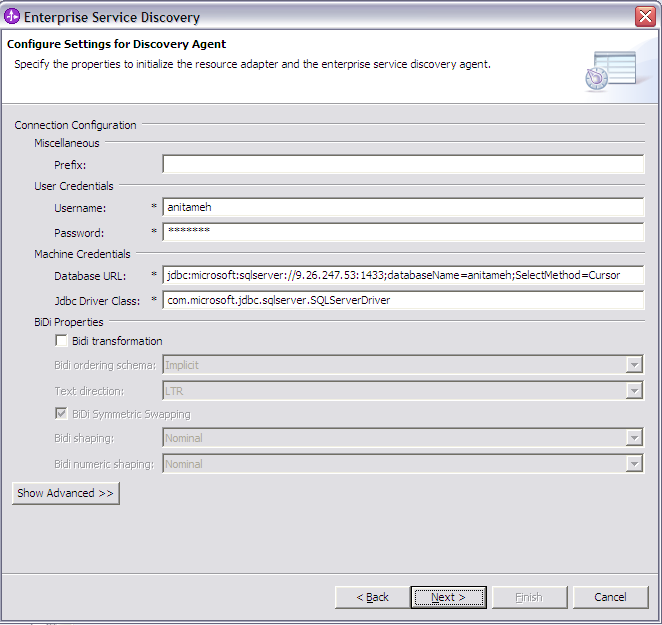 Enterprise Service Discovery
Configure Settings for Discovery Agent
Specify the properties to initialize the resource adapter and the enterprise service discovery agent.
Connection Configuration
Miscellaneous
Prefix:
User Credentials
Username: * anitameh
Password: * *******
Machine Credentials
Database URL: * jdbc:microsoft:sqlserver://9.26.247.53:1433;databaseName=anitameh;SelectMethod=Cursor
Jdbc Driver Class: * com.microsoft.jdbc.sqlserver.SQLServerDriver
BiDi Properties
Bidi transformation
Bidi ordering schema: Implicit
Text direction: LTR
BiDi Symmetric Swapping
Bidi shaping: Nominal
Bidi numeric shaping: Nominal
Show Advanced >>
< Back Next > Finish Cancel